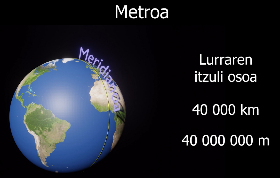 Metroa
Meridianoa
Lurraren
itzuli osoa
40 000 km
40 000 000 m